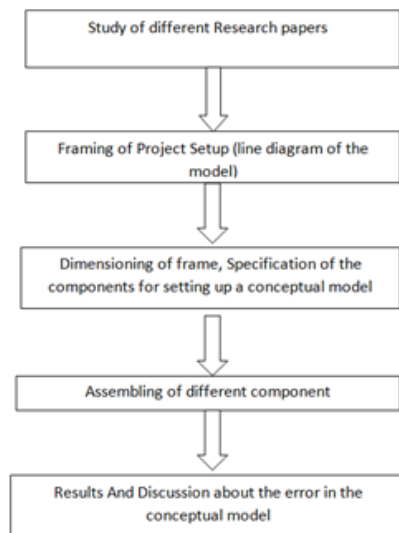 Study of different Research papers
Framing of Project Setup (line diagram of the
model)
Dimensioning of frame, Specification of the
components for setting up a conceptual model
Assembling of different component
Results And Discussion about the error in the
conceptual model